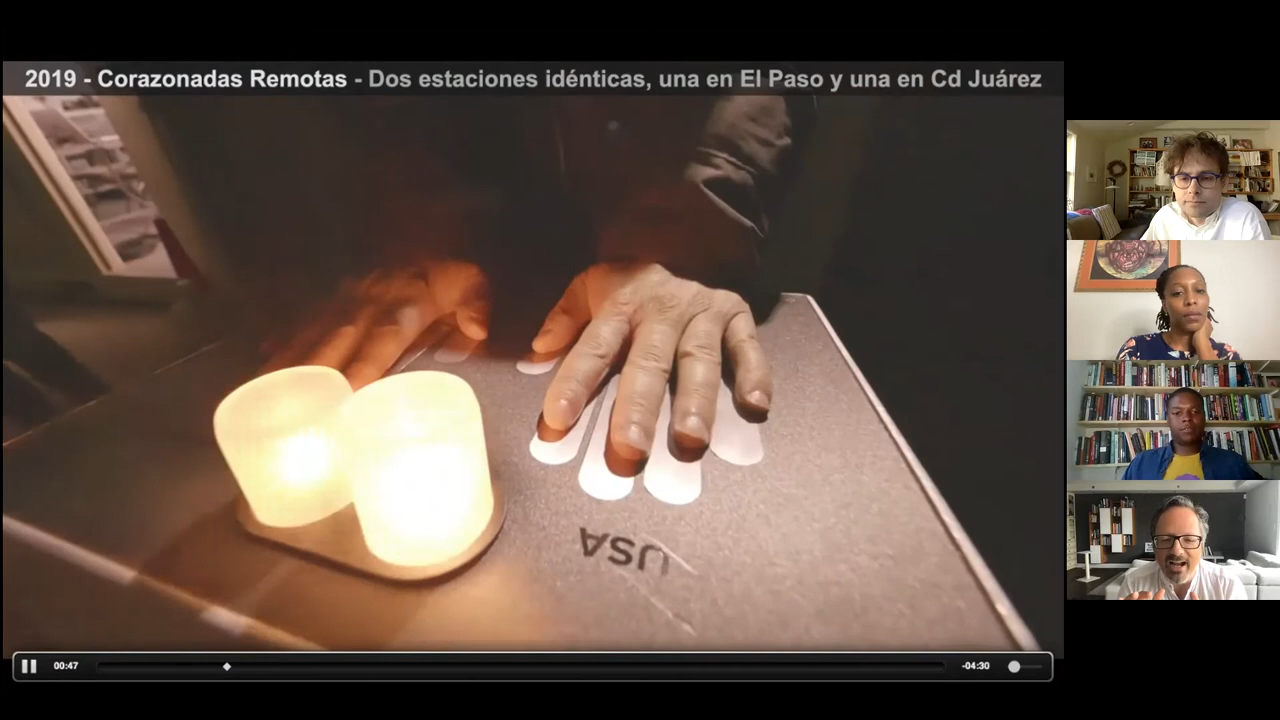 2019 - Corazonadas Remotas - Dos estaciones idénticas, una en El Paso y una en Cd Juárez
USA
00:47
-04:30